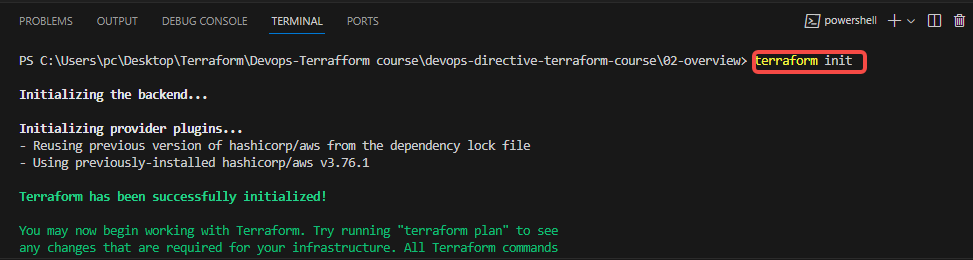 PROBLEMS OUTPUT DEBUG CONSOLE TERMINAL PORTS powershell
PS C:\Users\pc\Desktop\Terraform\Devops-Terrafform course\devops-directive-terraform-course\02-overview> terraform init
Initializing the backend...
Initializing provider plugins...
- Reusing previous version of hashicorp/aws from the dependency lock file
- Using previously-installed hashicorp/aws v3.76.1
Terraform has been successfully initialized!
You may now begin working with Terraform. Try running "terraform plan" to see
any changes that are required for your infrastructure. All Terraform commands